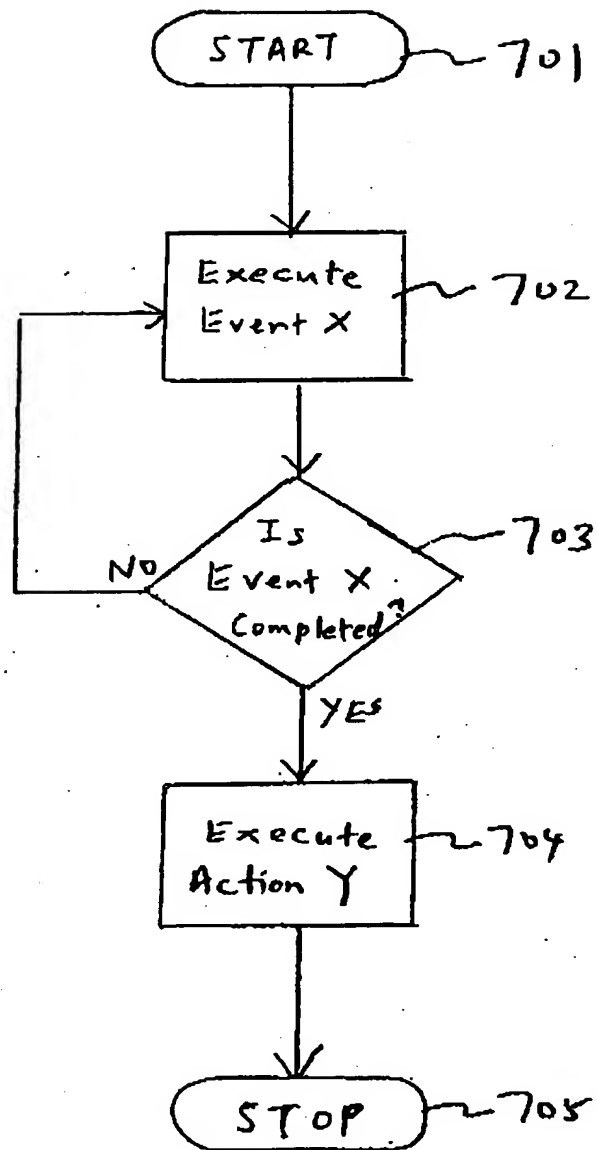 START
701
Execute
Event X
702
Is
Event X
Completed?
703
NO
YES
Execute
Action Y
704
STOP
705